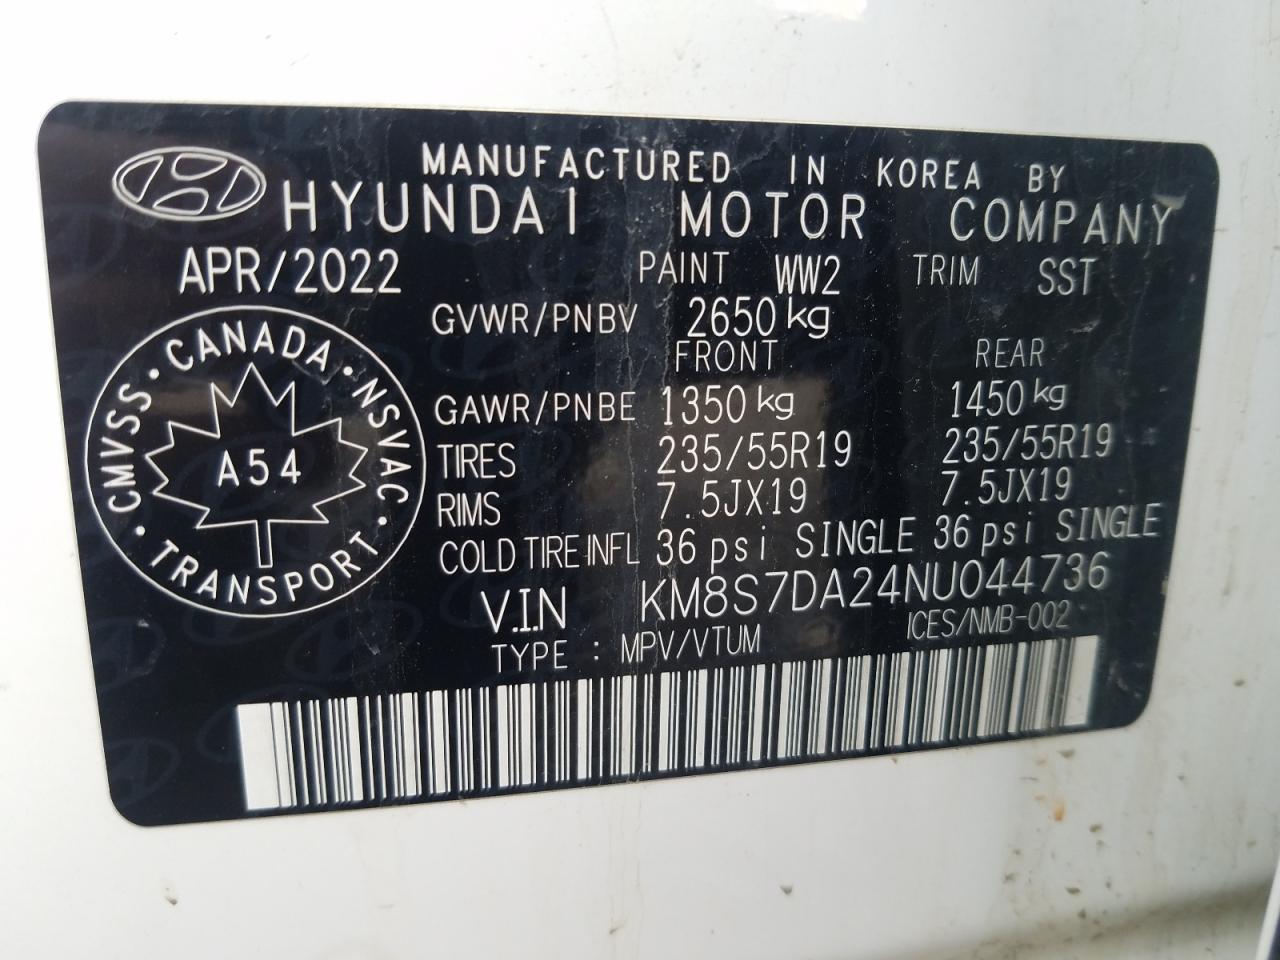 MANUFACTURED IN KOREA BY
HYUNDAI MOTOR COMPANY
APR/2022 PAINT WW2 TRIM SST
GVWR/PNBV 2650 kg
FRONT REAR
GAWR/PNBE 1350 kg 1450 kg
TIRES 235/55R19 235/55R19
RIMS 7.5JX19 7.5JX19
COLD TIRE INFL 36 psi SINGLE 36 psi SINGLE
V.I.N KM8S7DA24NU044736
TYPE : MPV/VTUM ICES/NMB-002
CMVSS · CANADA · NSVAC · TRANSPORT ·
A54